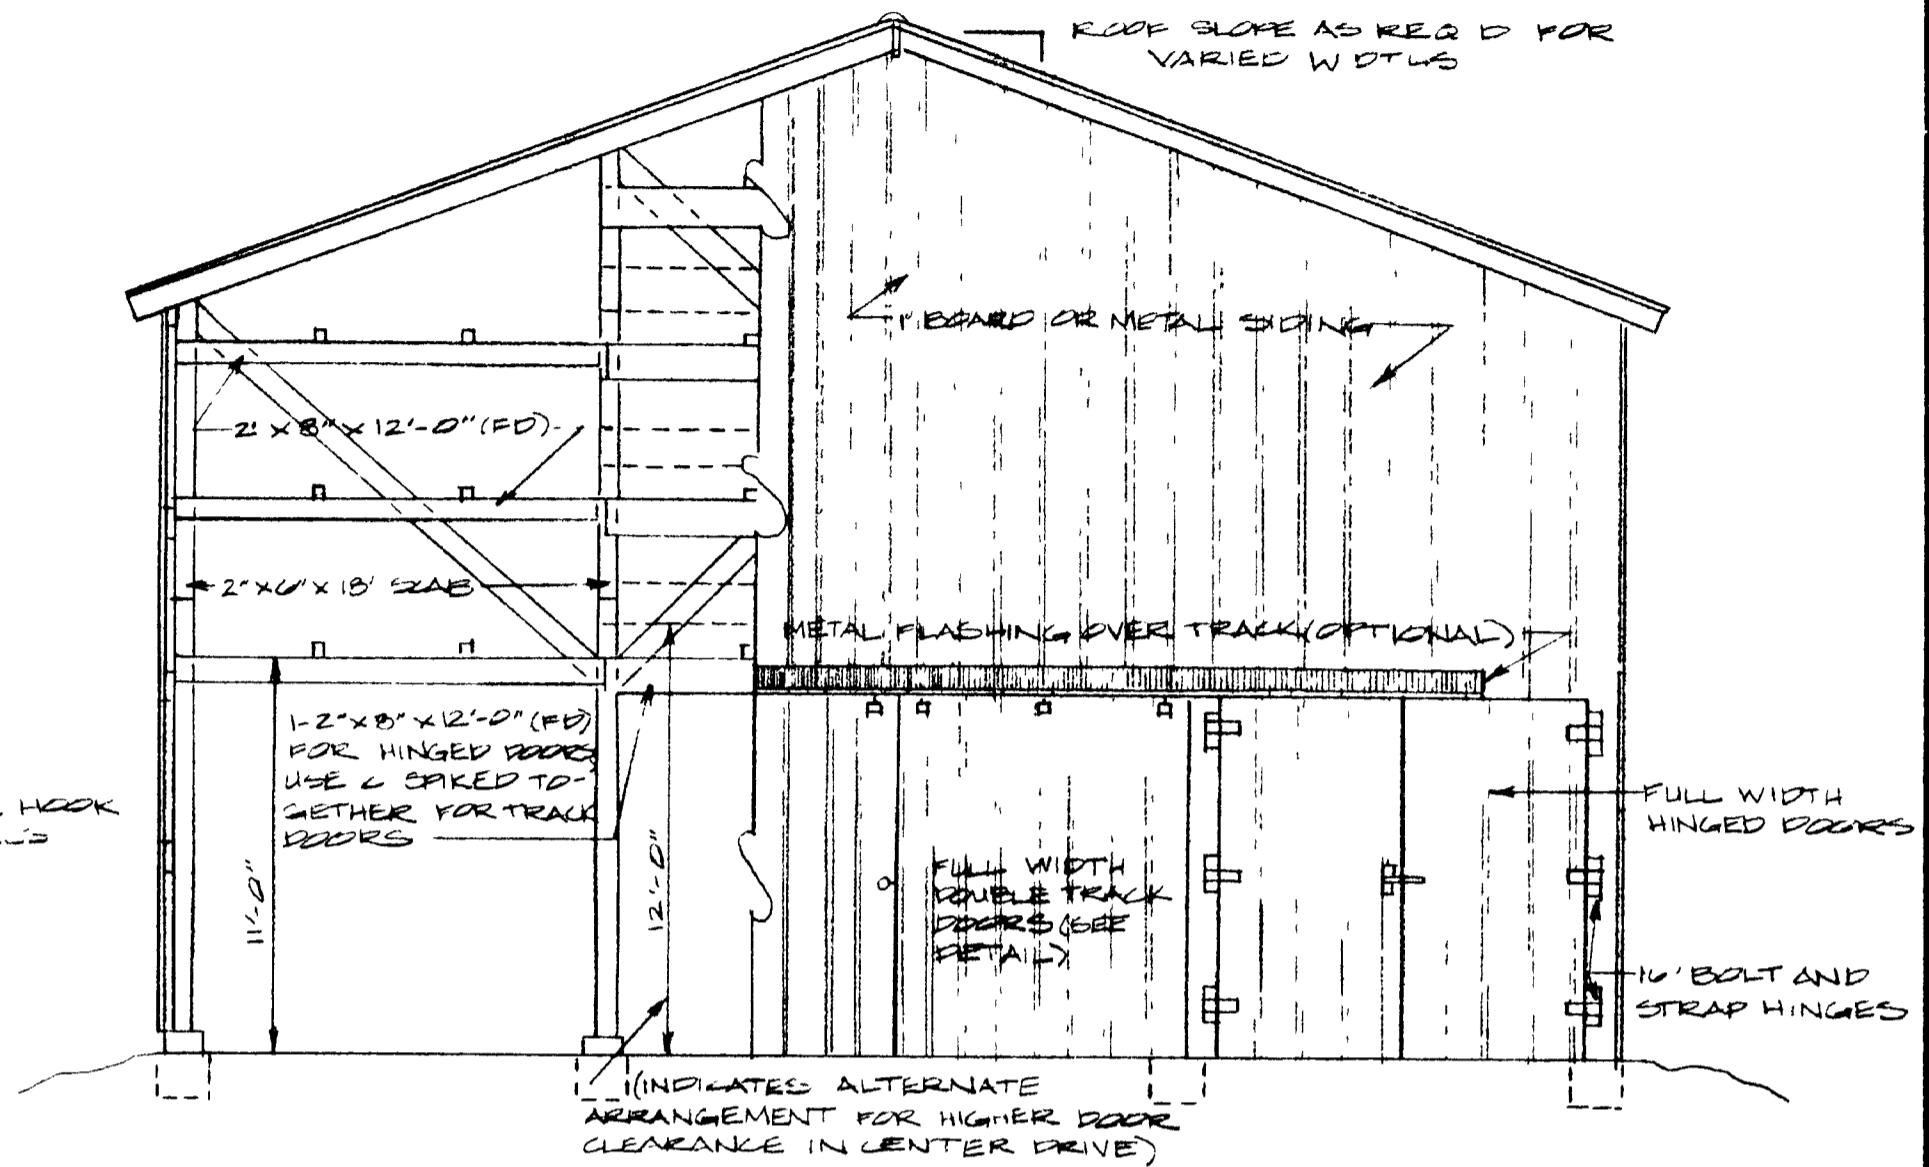 ROOF SLOPE AS REQ D FOR
VARIED W DTHS
1" BOARD OR METAL SIDING
2" X 8" X 12'-0" (FD)
2" X 6" X 18' SLAB
METAL FLASHING OVER TRACK (OPTIONAL)
1-2" X 8" X 12'-0" (FD)
FOR HINGED DOORS
USE 2 SPIKED TO-
GETHER FOR TRACK
DOORS
HOOK
11'-0"
12'-0"
FULL WIDTH
DOUBLE TRACK
DOORS (SEE
DETAIL)
FULL WIDTH
HINGED DOORS
16" BOLT AND
STRAP HINGES
(INDICATES ALTERNATE
ARRANGEMENT FOR HIGHER DOOR
CLEARANCE IN CENTER DRIVE)